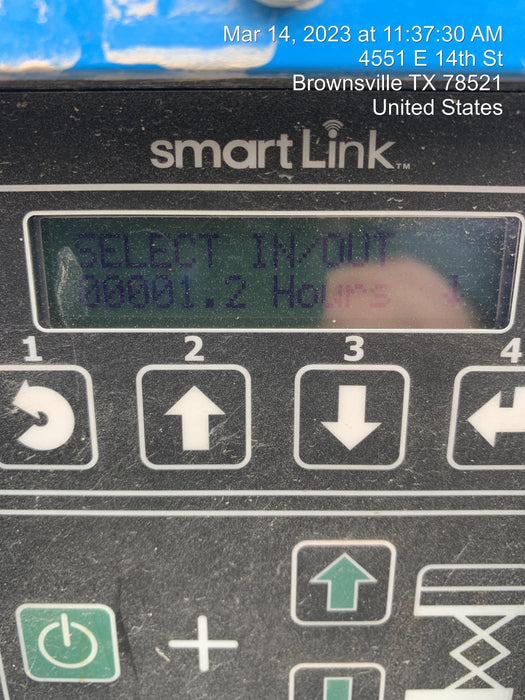 Mar 14, 2023 at 11:37:30 AM
4551 E 14th St
Brownsville TX 78521
United States
smartLink™
SELECT IN/OUT
00001.2 Hours
1 2 3 4